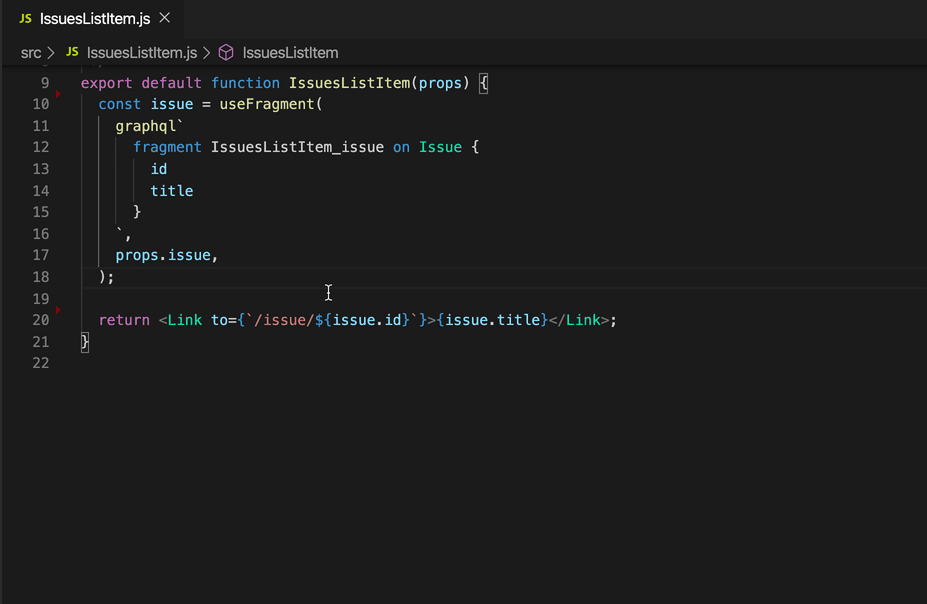 JS IssuesListItem.js ×
src > JS IssuesListItem.js > IssuesListItem
9 export default function IssuesListItem(props) {
10 const issue = useFragment(
11 graphql`
12 fragment IssuesListItem_issue on Issue {
13 id
14 title
15 }
16 `,
17 props.issue,
18 );
19
20 return <Link to={`/issue/${issue.id}`}>{issue.title}</Link>;
21 }
22